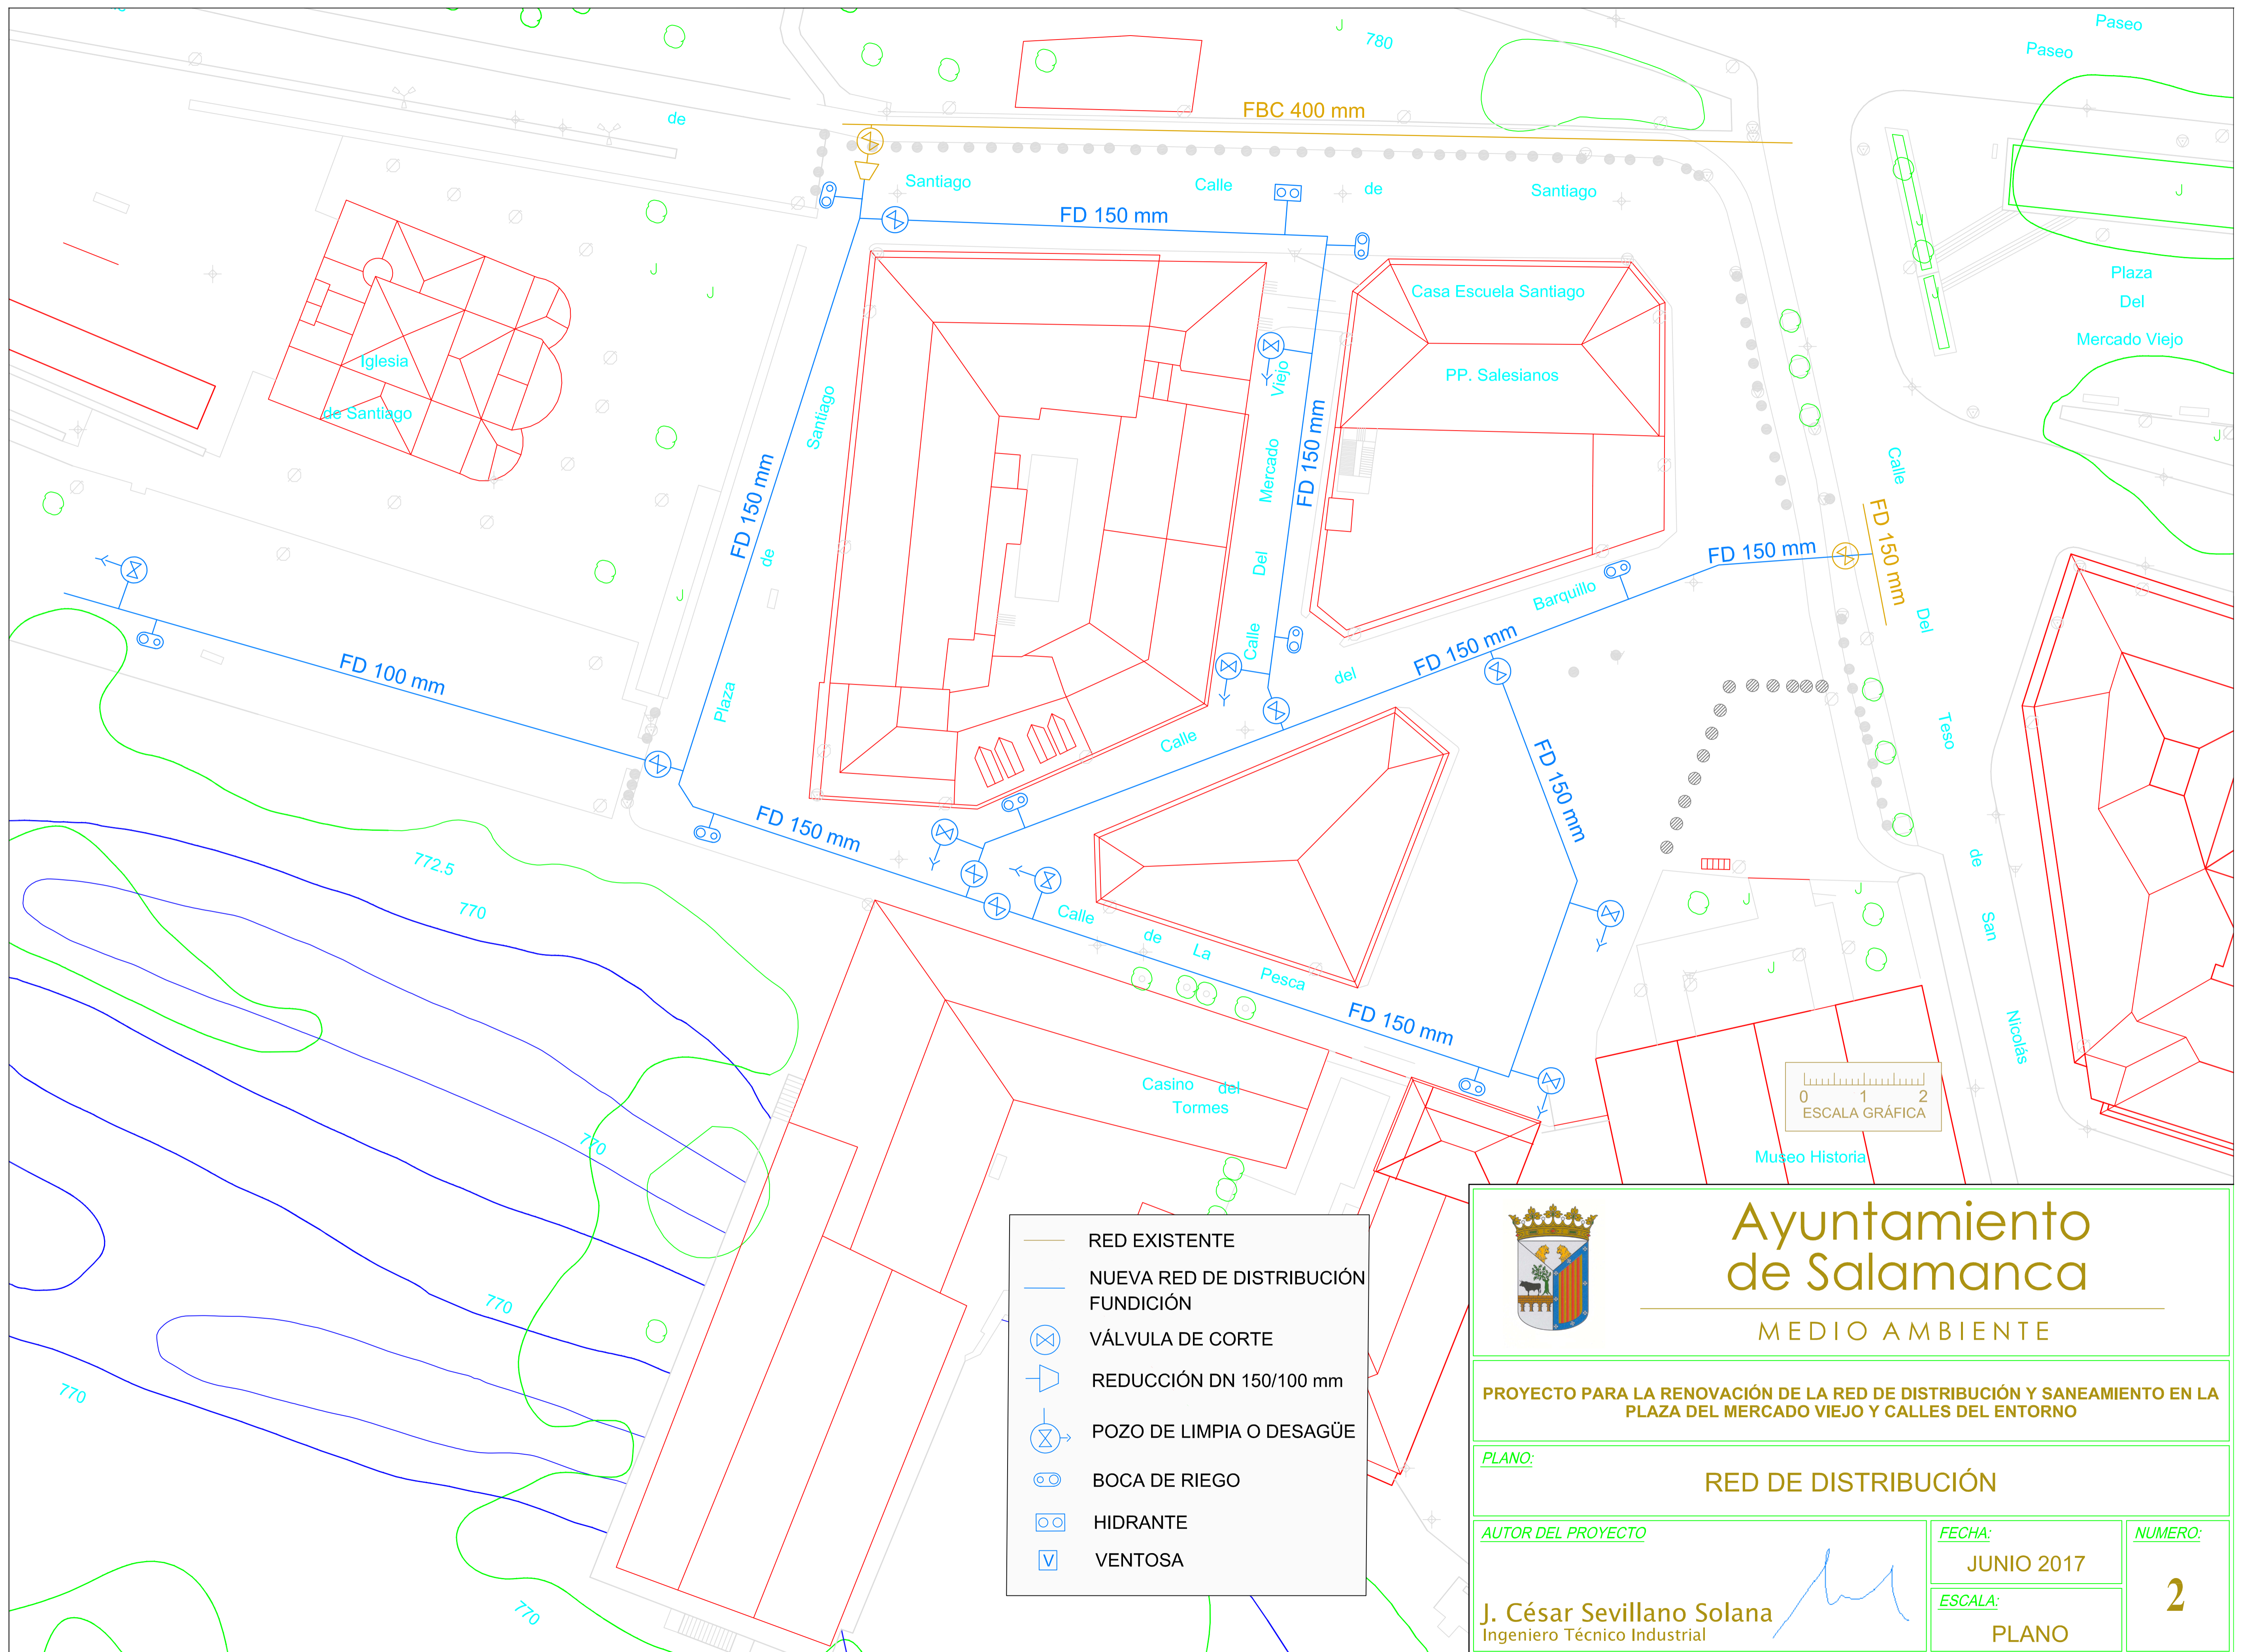 Paseo
Paseo
780
J
de
FBC 400 mm
Santiago
Calle
de
Santiago
FD 150 mm
J
J
J
J
J
J
Casa Escuela Santiago
PP. Salesianos
Plaza
Del
Mercado Viejo
J
Iglesia
de Santiago
Plaza
de
Santiago
FD 150 mm
Calle
Del
Mercado
Viejo
FD 150 mm
Calle
Del
Teso
de
San
Nicolás
FD 150 mm
FD 150 mm
Calle
del
Barquillo
FD 150 mm
FD 150 mm
FD 100 mm
FD 150 mm
772.5
770
Calle
de
La
Pesca
FD 150 mm
J
J
J
Casino del
Tormes
770
770
770
770
0 1 2
ESCALA GRÁFICA
Museo Historia
RED EXISTENTE
NUEVA RED DE DISTRIBUCIÓN
FUNDICIÓN
VÁLVULA DE CORTE
REDUCCIÓN DN 150/100 mm
POZO DE LIMPIA O DESAGÜE
BOCA DE RIEGO
HIDRANTE
V VENTOSA
Ayuntamiento
de Salamanca
MEDIO AMBIENTE
PROYECTO PARA LA RENOVACIÓN DE LA RED DE DISTRIBUCIÓN Y SANEAMIENTO EN LA
PLAZA DEL MERCADO VIEJO Y CALLES DEL ENTORNO
PLANO:
RED DE DISTRIBUCIÓN
AUTOR DEL PROYECTO
J. César Sevillano Solana
Ingeniero Técnico Industrial
FECHA:
JUNIO 2017
ESCALA:
PLANO
NUMERO:
2